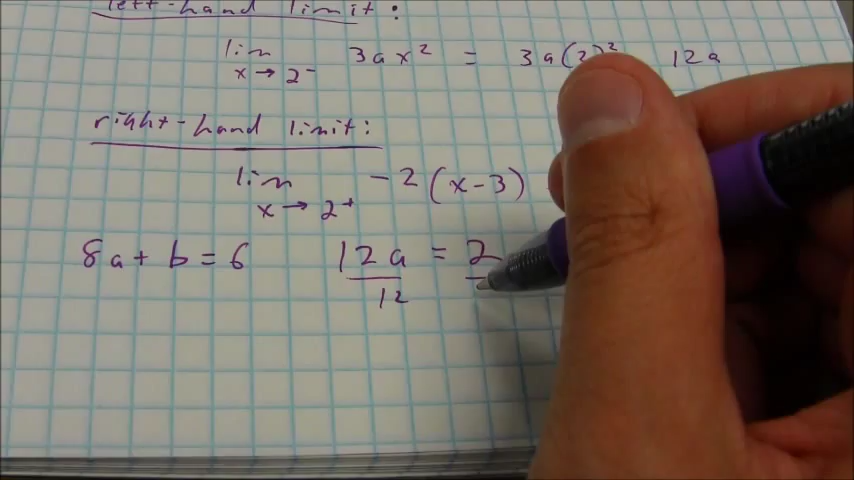 left-hand limit:
lim x → 2⁻ 3ax² = 3a(2)² 12a
right-hand limit:
lim x → 2⁺ -2(x-3)
8a + b = 6 12a = 2
12